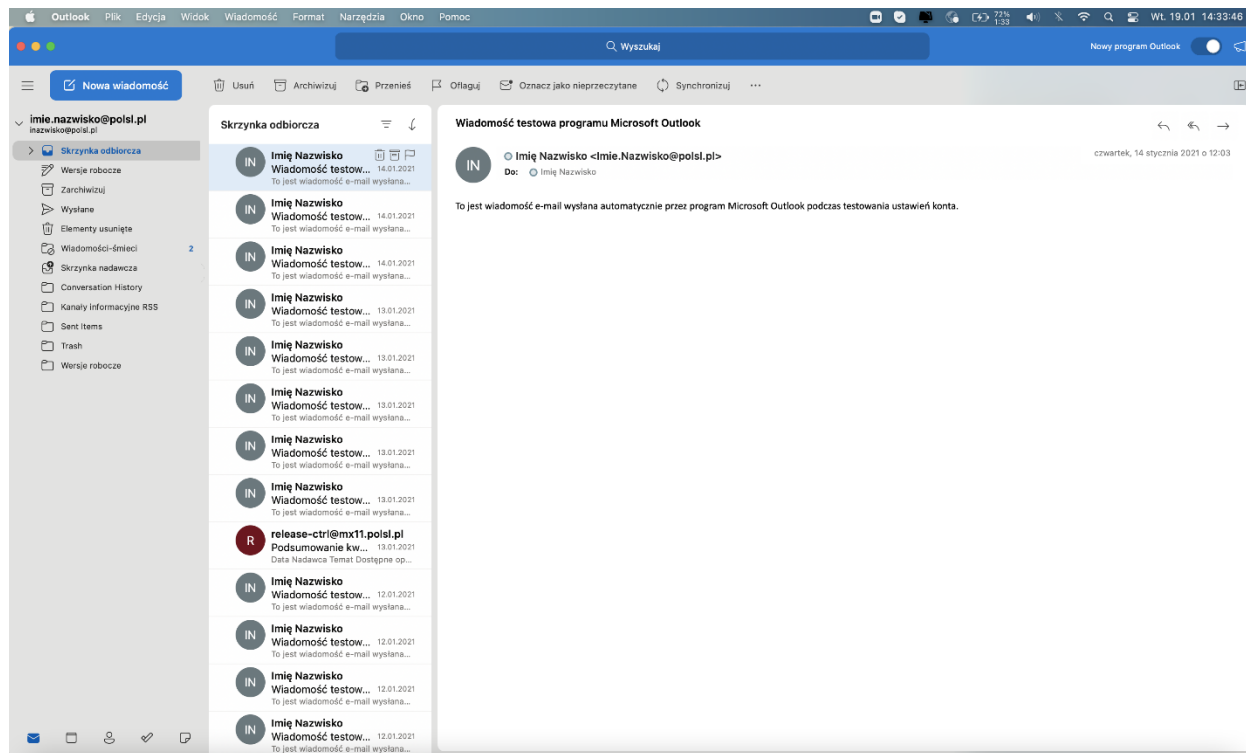 Outlook Plik Edycja Widok Wiadomość Format Narzędzia Okno Pomoc
72%
1:33
Wt. 19.01 14:33:46
Wyszukaj
Nowy program Outlook
Nowa wiadomość
Usuń Archiwizuj Przenieś Oflaguj Oznacz jako nieprzeczytane Synchronizuj ...
imie.nazwisko@polsl.pl
inazwisko@polsl.pl
Skrzynka odbiorcza
Wersje robocze
Zarchiwizuj
Wysłane
Elementy usunięte
Wiadomości-śmieci 2
Skrzynka nadawcza
Conversation History
Kanały informacyjne RSS
Sent Items
Trash
Wersje robocze
Skrzynka odbiorcza
IN
Imię Nazwisko
Wiadomość testow... 14.01.2021
To jest wiadomość e-mail wysłana...
IN
Imię Nazwisko
Wiadomość testow... 14.01.2021
To jest wiadomość e-mail wysłana...
IN
Imię Nazwisko
Wiadomość testow... 14.01.2021
To jest wiadomość e-mail wysłana...
IN
Imię Nazwisko
Wiadomość testow... 13.01.2021
To jest wiadomość e-mail wysłana...
IN
Imię Nazwisko
Wiadomość testow... 13.01.2021
To jest wiadomość e-mail wysłana...
IN
Imię Nazwisko
Wiadomość testow... 13.01.2021
To jest wiadomość e-mail wysłana...
IN
Imię Nazwisko
Wiadomość testow... 13.01.2021
To jest wiadomość e-mail wysłana...
IN
Imię Nazwisko
Wiadomość testow... 13.01.2021
To jest wiadomość e-mail wysłana...
R
release-ctrl@mx11.polsl.pl
Podsumowanie kw... 13.01.2021
Data Nadawca Temat Dostępne op...
IN
Imię Nazwisko
Wiadomość testow... 12.01.2021
To jest wiadomość e-mail wysłana...
IN
Imię Nazwisko
Wiadomość testow... 12.01.2021
To jest wiadomość e-mail wysłana...
IN
Imię Nazwisko
Wiadomość testow... 12.01.2021
To jest wiadomość e-mail wysłana...
IN
Imię Nazwisko
Wiadomość testow... 12.01.2021
To jest wiadomość e-mail wysłana...
Wiadomość testowa programu Microsoft Outlook
IN
Imię Nazwisko <Imie.Nazwisko@polsl.pl>
czwartek, 14 stycznia 2021 o 12:03
Do: Imię Nazwisko
To jest wiadomość e-mail wysłana automatycznie przez program Microsoft Outlook podczas testowania ustawień konta.